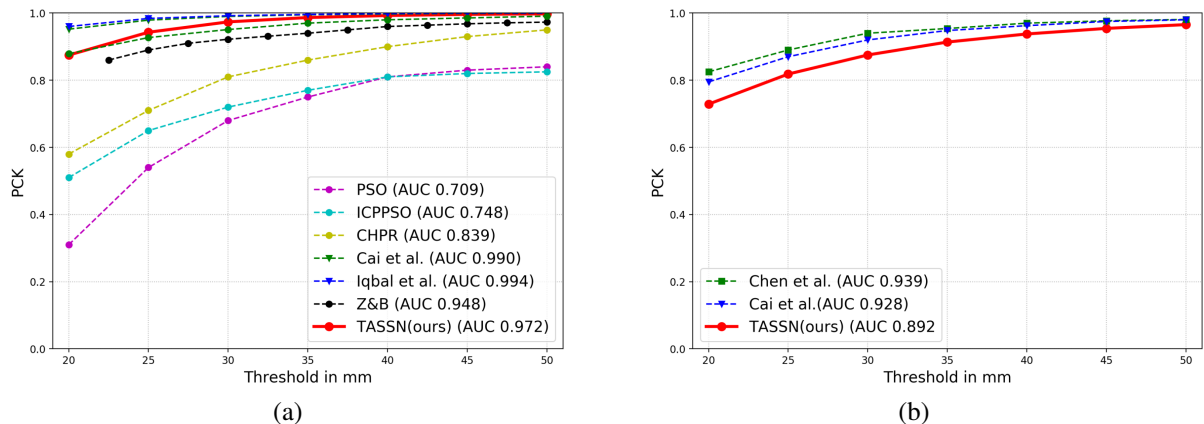 1.0
0.8
0.6
0.4
0.2
0.0
PCK
20 25 30 35 40 45 50
Threshold in mm
PSO (AUC 0.709)
ICPPSO (AUC 0.748)
CHPR (AUC 0.839)
Cai et al. (AUC 0.990)
Iqbal et al. (AUC 0.994)
Z&B (AUC 0.948)
TASSN(ours) (AUC 0.972)
(a)
1.0
0.8
0.6
0.4
0.2
0.0
PCK
20 25 30 35 40 45 50
Threshold in mm
Chen et al. (AUC 0.939)
Cai et al.(AUC 0.928)
TASSN(ours) (AUC 0.892
(b)